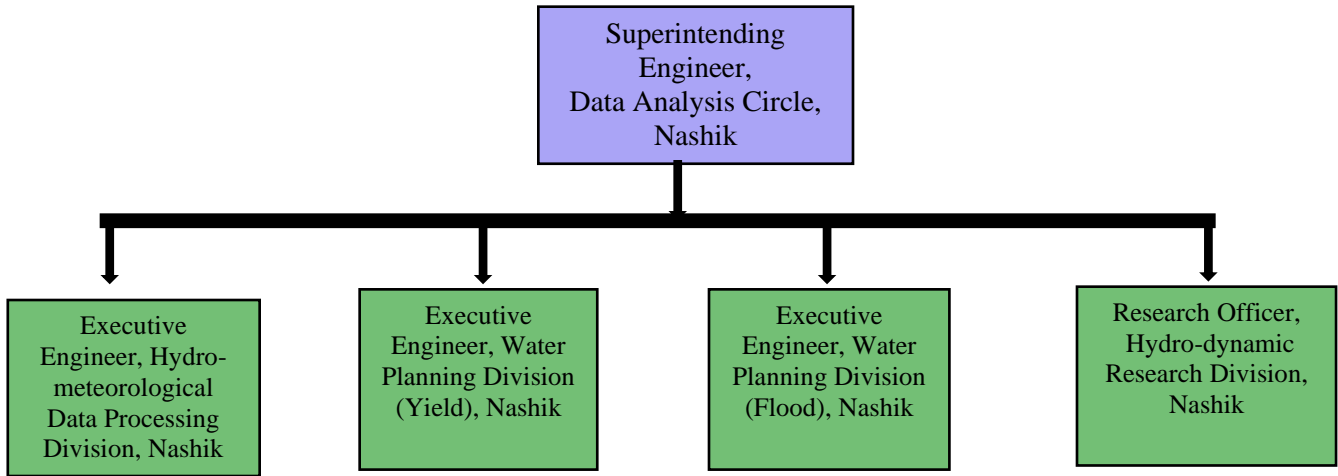 Superintending
Engineer,
Data Analysis Circle,
Nashik
Executive
Engineer, Hydro-
meteorological
Data Processing
Division, Nashik
Executive
Engineer, Water
Planning Division
(Yield), Nashik
Executive
Engineer, Water
Planning Division
(Flood), Nashik
Research Officer,
Hydro-dynamic
Research Division,
Nashik